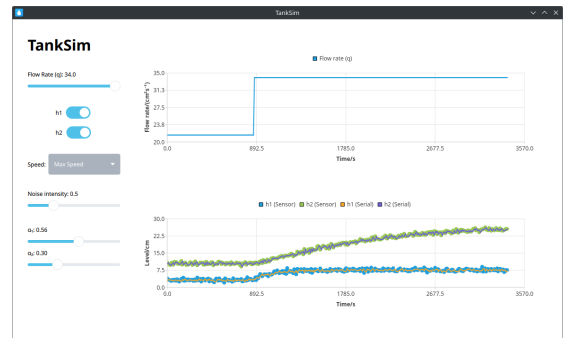 TankSim
TankSim
Flow Rate (q): 34.0
h1
h2
Speed: Max Speed
Noise intensity: 0.5
α₁: 0.56
α₂: 0.30
Flow rate (q)
Flow rate/(cm³s⁻¹)
35.0
31.3
27.5
23.8
20.0
0.0 892.5 1785.0 2677.5 3570.0
Time/s
h1 (Sensor) h2 (Sensor) h1 (Serial) h2 (Serial)
Level/cm
30.0
22.5
15.0
7.5
0.0
0.0 892.5 1785.0 2677.5 3570.0
Time/s